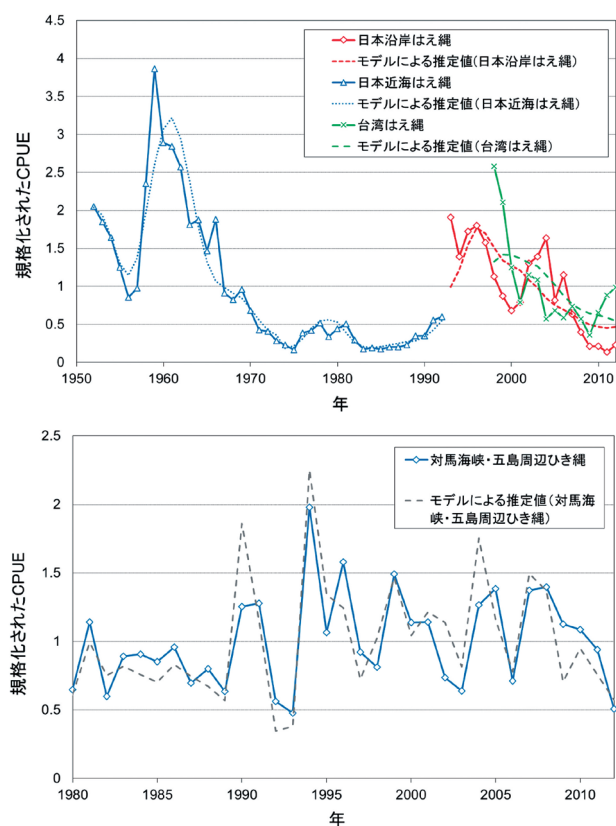 4.5
4
3.5
3
2.5
2
1.5
1
0.5
0
規格化されたCPUE
日本沿岸はえ縄
モデルによる推定値(日本沿岸はえ縄)
日本近海はえ縄
モデルによる推定値(日本近海はえ縄)
台湾はえ縄
モデルによる推定値(台湾はえ縄)
1950 1960 1970 1980 1990 2000 2010
年
2.5
2
1.5
1
0.5
0
規格化されたCPUE
対馬海峡・五島周辺ひき縄
モデルによる推定値(対馬海
峡・五島周辺ひき縄)
1980 1985 1990 1995 2000 2005 2010
年